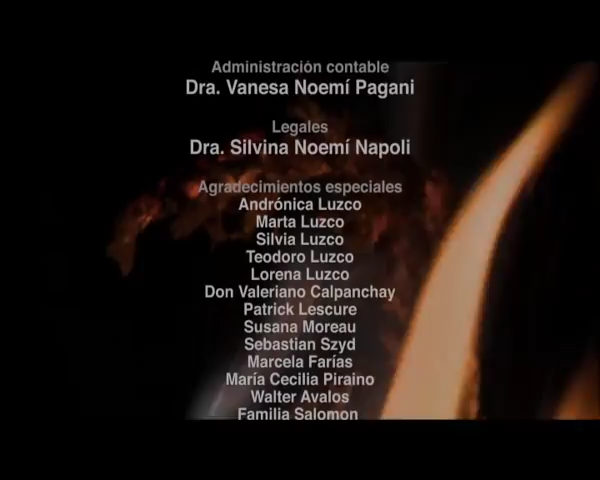 Administración contable
Dra. Vanesa Noemí Pagani
Legales
Dra. Silvina Noemí Napoli
Agradecimientos especiales
Andrónica Luzco
Marta Luzco
Silvia Luzco
Teodoro Luzco
Lorena Luzco
Don Valeriano Calpanchay
Patrick Lescure
Susana Moreau
Sebastian Szyd
Marcela Farías
María Cecilia Piraino
Walter Avalos
Familia Salomon